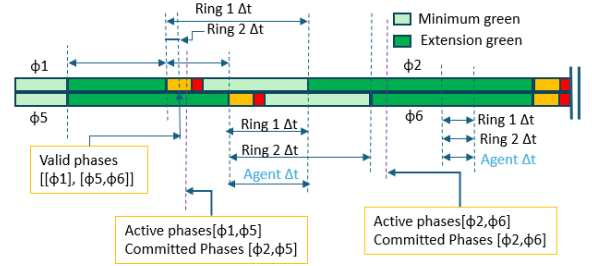 Ring 1 Δt
Ring 2 Δt
Minimum green
Extension green
ϕ1
ϕ2
ϕ5
ϕ6
Ring 1 Δt
Ring 2 Δt
Agent Δt
Ring 1 Δt
Ring 2 Δt
Agent Δt
Valid phases
[[ϕ1], [ϕ5,ϕ6]]
Active phases[ϕ1,ϕ5]
Committed Phases [ϕ2,ϕ5]
Active phases[ϕ2,ϕ6]
Committed Phases [ϕ2,ϕ6]